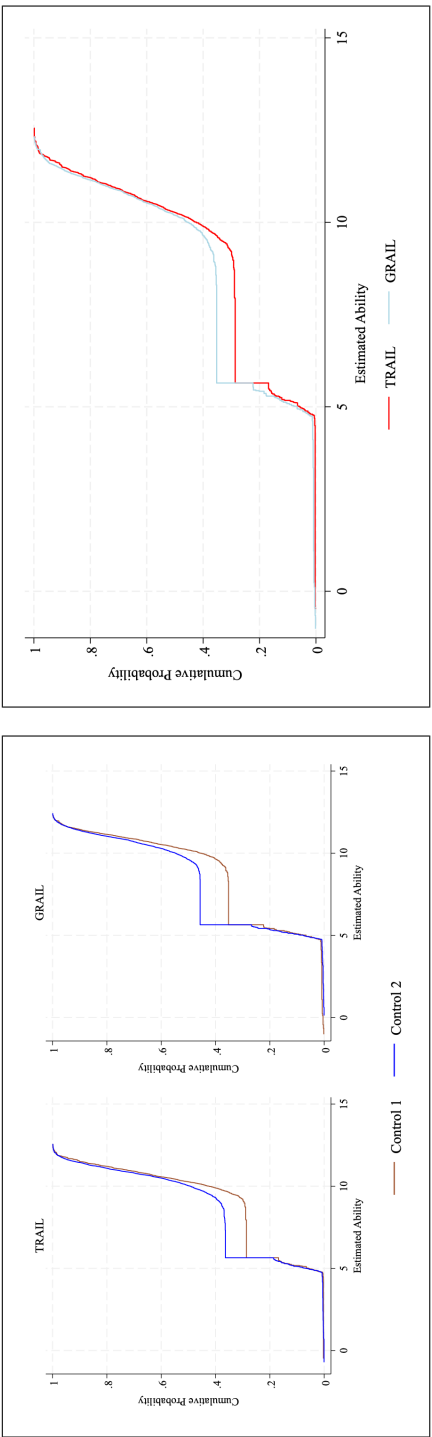 TRAIL
Cumulative Probability
1
.8
.6
.4
.2
0
0
5
10
15
Estimated Ability
GRAIL
Cumulative Probability
1
.8
.6
.4
.2
0
0
5
10
15
Estimated Ability
Control 1
Control 2
Cumulative Probability
1
.8
.6
.4
.2
0
0
5
10
15
Estimated Ability
TRAIL
GRAIL